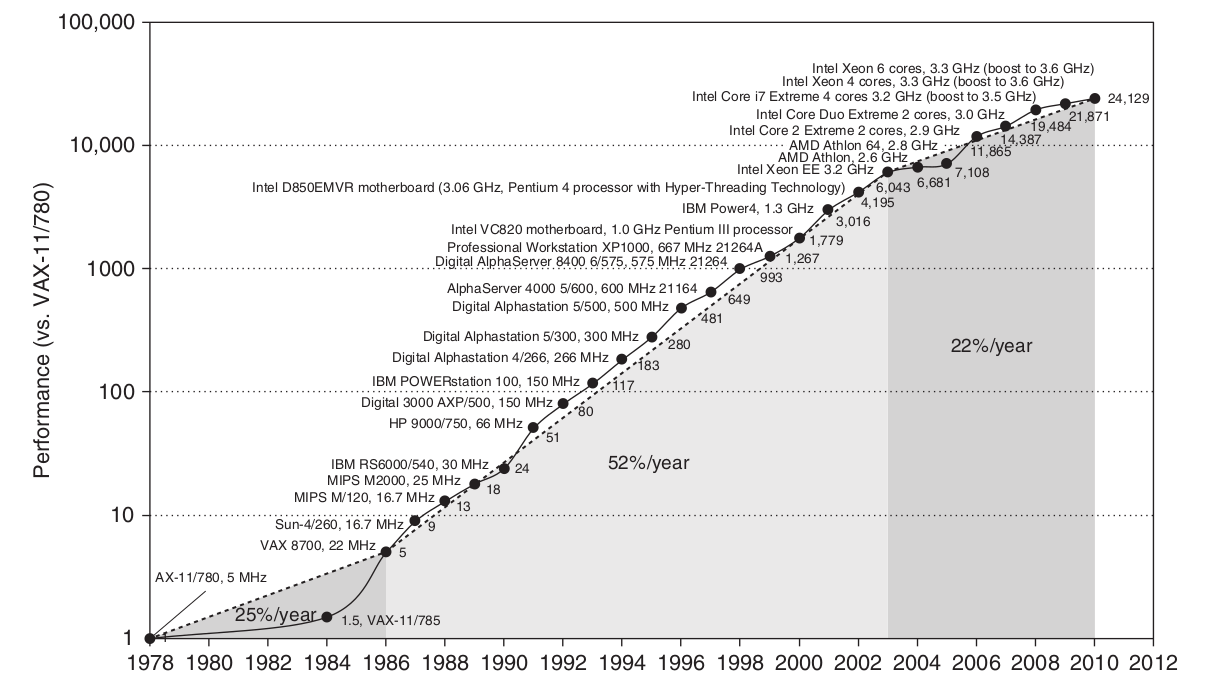 100,000
10,000
1000
100
10
1
Performance (vs. VAX-11/780)
Intel Xeon 6 cores, 3.3 GHz (boost to 3.6 GHz)
Intel Xeon 4 cores, 3.3 GHz (boost to 3.6 GHz)
Intel Core i7 Extreme 4 cores 3.2 GHz (boost to 3.5 GHz)
24,129
Intel Core Duo Extreme 2 cores, 3.0 GHz
21,871
Intel Core 2 Extreme 2 cores, 2.9 GHz
19,484
14,387
AMD Athlon 64, 2.8 GHz
11,865
AMD Athlon, 2.6 GHz
Intel Xeon EE 3.2 GHz
7,108
6,681
6,043
Intel D850EMVR motherboard (3.06 GHz, Pentium 4 processor with Hyper-Threading Technology)
4,195
IBM Power4, 1.3 GHz
3,016
Intel VC820 motherboard, 1.0 GHz Pentium III processor
1,779
Professional Workstation XP1000, 667 MHz 21264A
1,267
Digital AlphaServer 8400 6/575, 575 MHz 21264
993
AlphaServer 4000 5/600, 600 MHz 21164
649
Digital Alphastation 5/500, 500 MHz
481
Digital Alphastation 5/300, 300 MHz
280
Digital Alphastation 4/266, 266 MHz
183
IBM POWERstation 100, 150 MHz
117
Digital 3000 AXP/500, 150 MHz
80
HP 9000/750, 66 MHz
51
IBM RS6000/540, 30 MHz
24
MIPS M2000, 25 MHz
18
MIPS M/120, 16.7 MHz
13
Sun-4/260, 16.7 MHz
9
VAX 8700, 22 MHz
5
AX-11/780, 5 MHz
1.5, VAX-11/785
25%/year
52%/year
22%/year
1978 1980 1982 1984 1986 1988 1990 1992 1994 1996 1998 2000 2002 2004 2006 2008 2010 2012